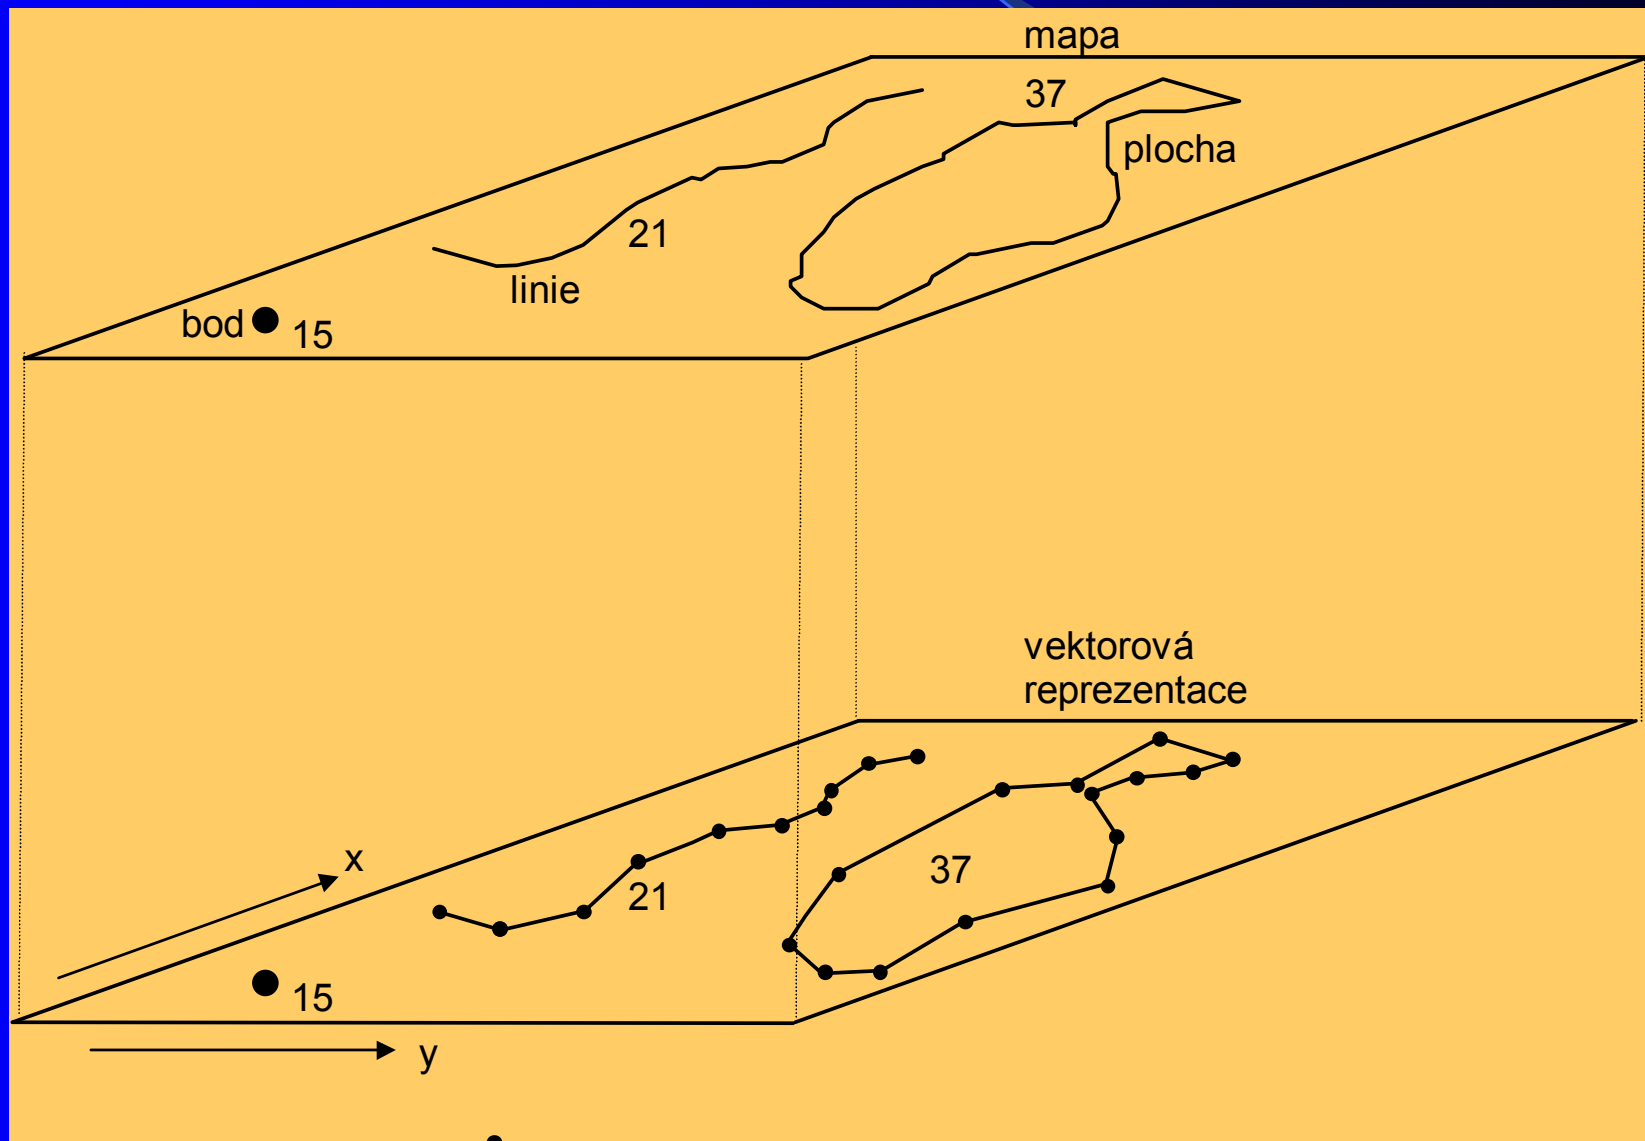 mapa
37
plocha
21
linie
bod
15
vektorová
reprezentace
x
37
21
15
y